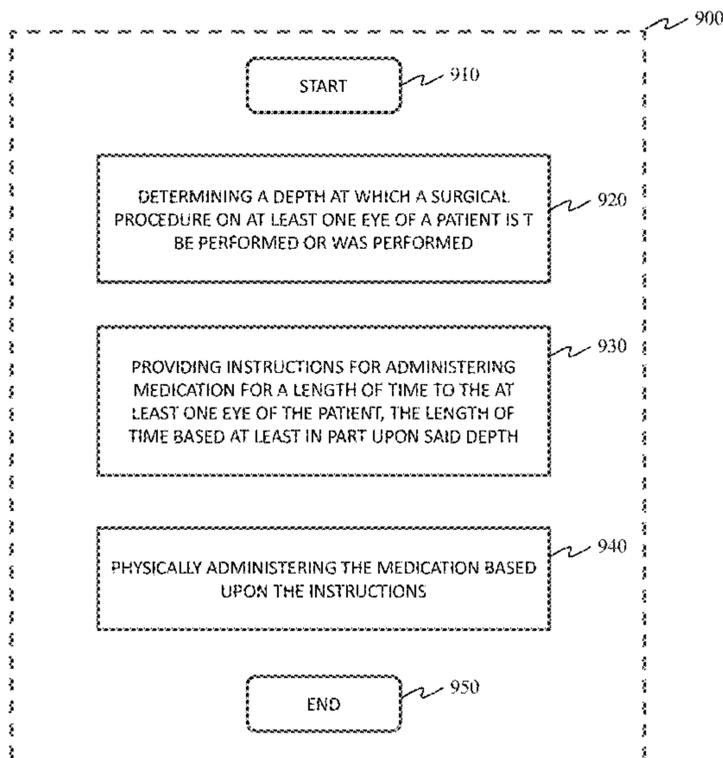 900
START
910
DETERMINING A DEPTH AT WHICH A SURGICAL
PROCEDURE ON AT LEAST ONE EYE OF A PATIENT IS T
BE PERFORMED OR WAS PERFORMED
920
PROVIDING INSTRUCTIONS FOR ADMINISTERING
MEDICATION FOR A LENGTH OF TIME TO THE AT
LEAST ONE EYE OF THE PATIENT, THE LENGTH OF
TIME BASED AT LEAST IN PART UPON SAID DEPTH
930
PHYSICALLY ADMINISTERING THE MEDICATION BASED
UPON THE INSTRUCTIONS
940
END
950